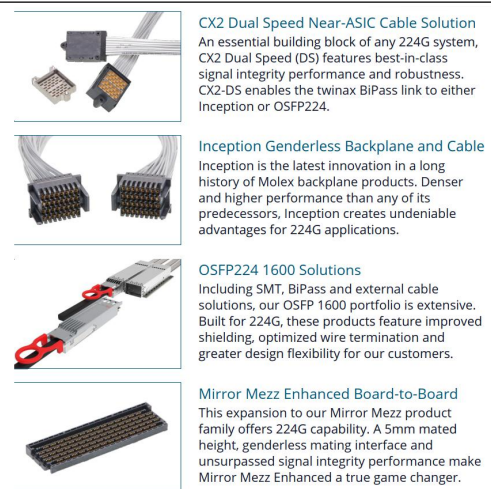 CX2 Dual Speed Near-ASIC Cable Solution
An essential building block of any 224G system,
CX2 Dual Speed (DS) features best-in-class
signal integrity performance and robustness.
CX2-DS enables the twinax BiPass link to either
Inception or OSFP224.
Inception Genderless Backplane and Cable
Inception is the latest innovation in a long
history of Molex backplane products. Denser
and higher performance than any of its
predecessors, Inception creates undeniable
advantages for 224G applications.
OSFP224 1600 Solutions
Including SMT, BiPass and external cable
solutions, our OSFP 1600 portfolio is extensive.
Built for 224G, these products feature improved
shielding, optimized wire termination and
greater design flexibility for our customers.
Mirror Mezz Enhanced Board-to-Board
This expansion to our Mirror Mezz product
family offers 224G capability. A 5mm mated
height, genderless mating interface and
unsurpassed signal integrity performance make
Mirror Mezz Enhanced a true game changer.